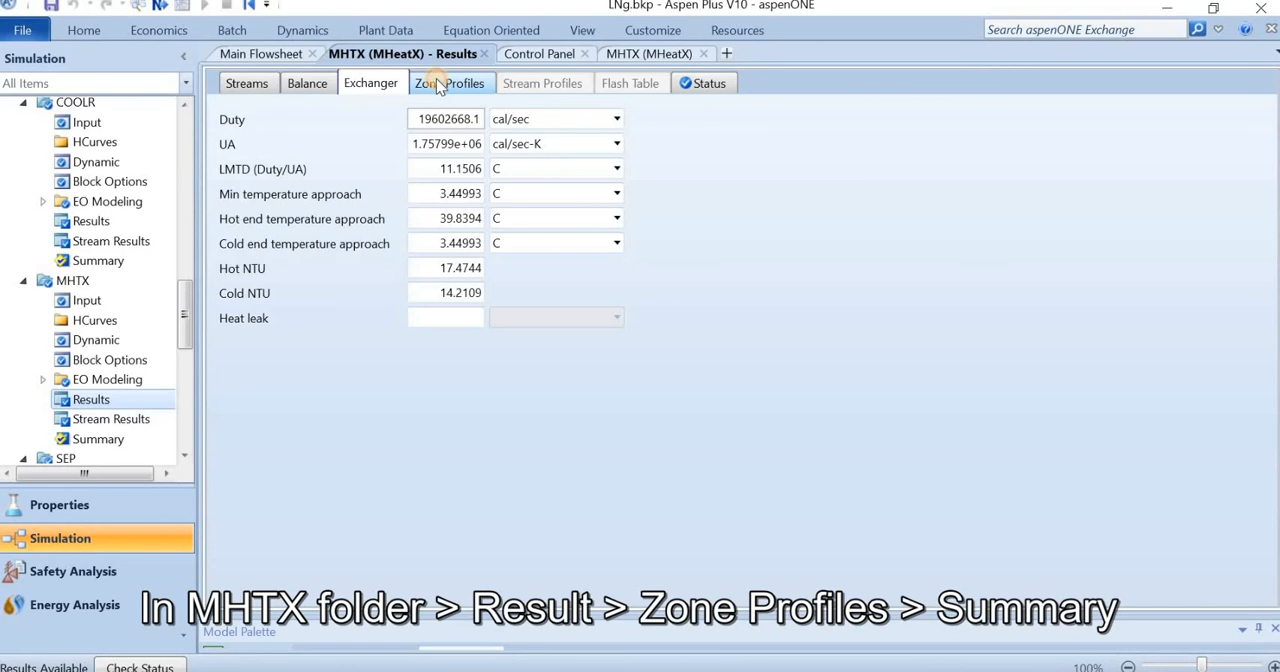 LNg.bkp - Aspen Plus V10 - aspenONE
File Home Economics Batch Dynamics Plant Data Equation Oriented View Customize Resources Search aspenONE Exchange
Simulation
Main Flowsheet MHTX (MHeatX) - Results Control Panel MHTX (MHeatX) +
All Items
Streams Balance Exchanger Zone Profiles Stream Profiles Flash Table Status
COOLR
Input
HCurves
Dynamic
Block Options
EO Modeling
Results
Stream Results
Summary
MHTX
Input
HCurves
Dynamic
Block Options
EO Modeling
Results
Stream Results
Summary
SEP
Duty 19602668.1 cal/sec
UA 1.75799e+06 cal/sec-K
LMTD (Duty/UA) 11.1506 C
Min temperature approach 3.44993 C
Hot end temperature approach 39.8394 C
Cold end temperature approach 3.44993 C
Hot NTU 17.4744
Cold NTU 14.2109
Heat leak
Properties
Simulation
Safety Analysis
Energy Analysis
In MHTX folder > Result > Zone Profiles > Summary
Model Palette
Results Available Check Status 100%